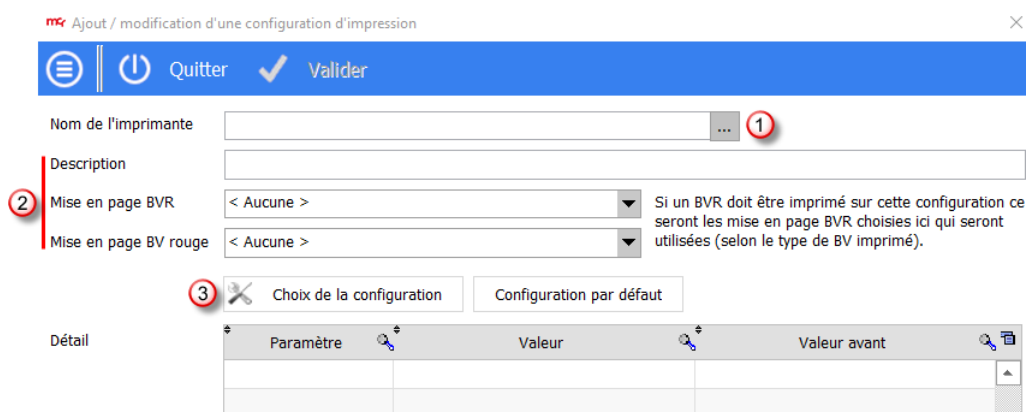 mcr Ajout / modification d'une configuration d'impression
Quitter Valider
Nom de l'imprimante ... 1
Description
2 Mise en page BVR < Aucune > Si un BVR doit être imprimé sur cette configuration ce
seront les mise en page BVR choisies ici qui seront
Mise en page BV rouge < Aucune > utilisées (selon le type de BV imprimé).
3 Choix de la configuration Configuration par défaut
Détail Paramètre Valeur Valeur avant